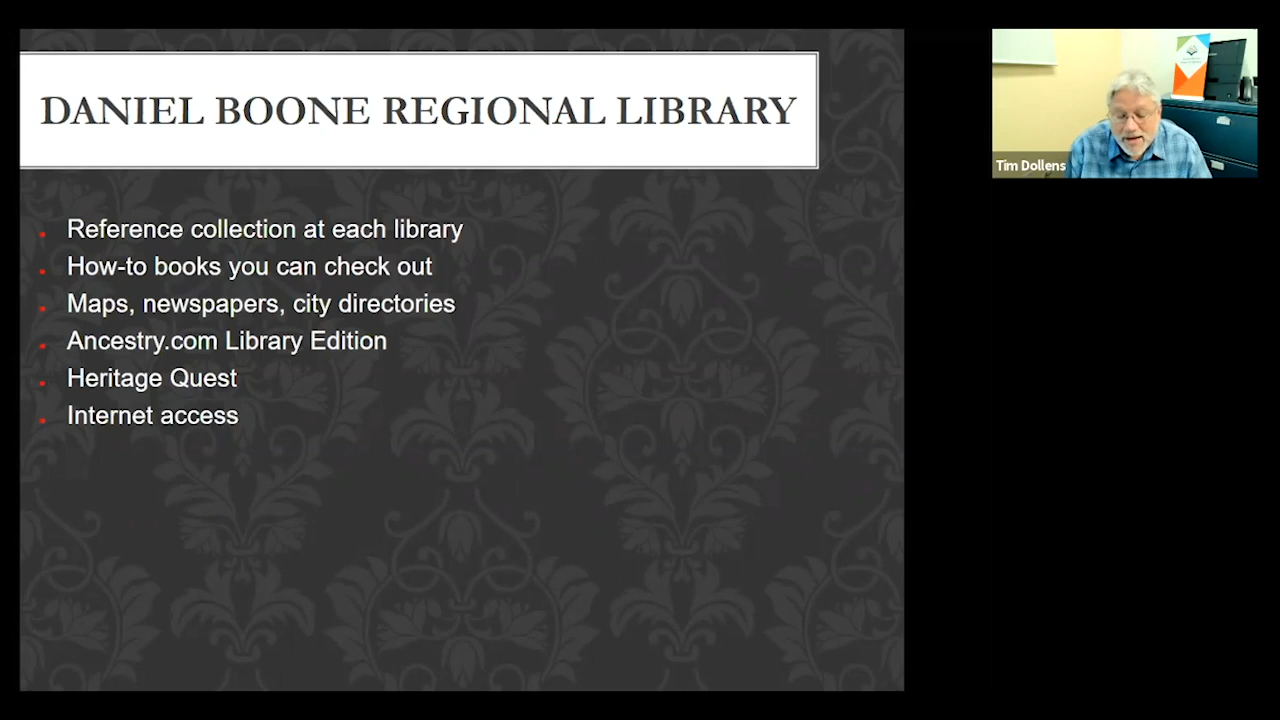 DANIEL BOONE REGIONAL LIBRARY
Reference collection at each library
How-to books you can check out
Maps, newspapers, city directories
Ancestry.com Library Edition
Heritage Quest
Internet access
Tim Dollens